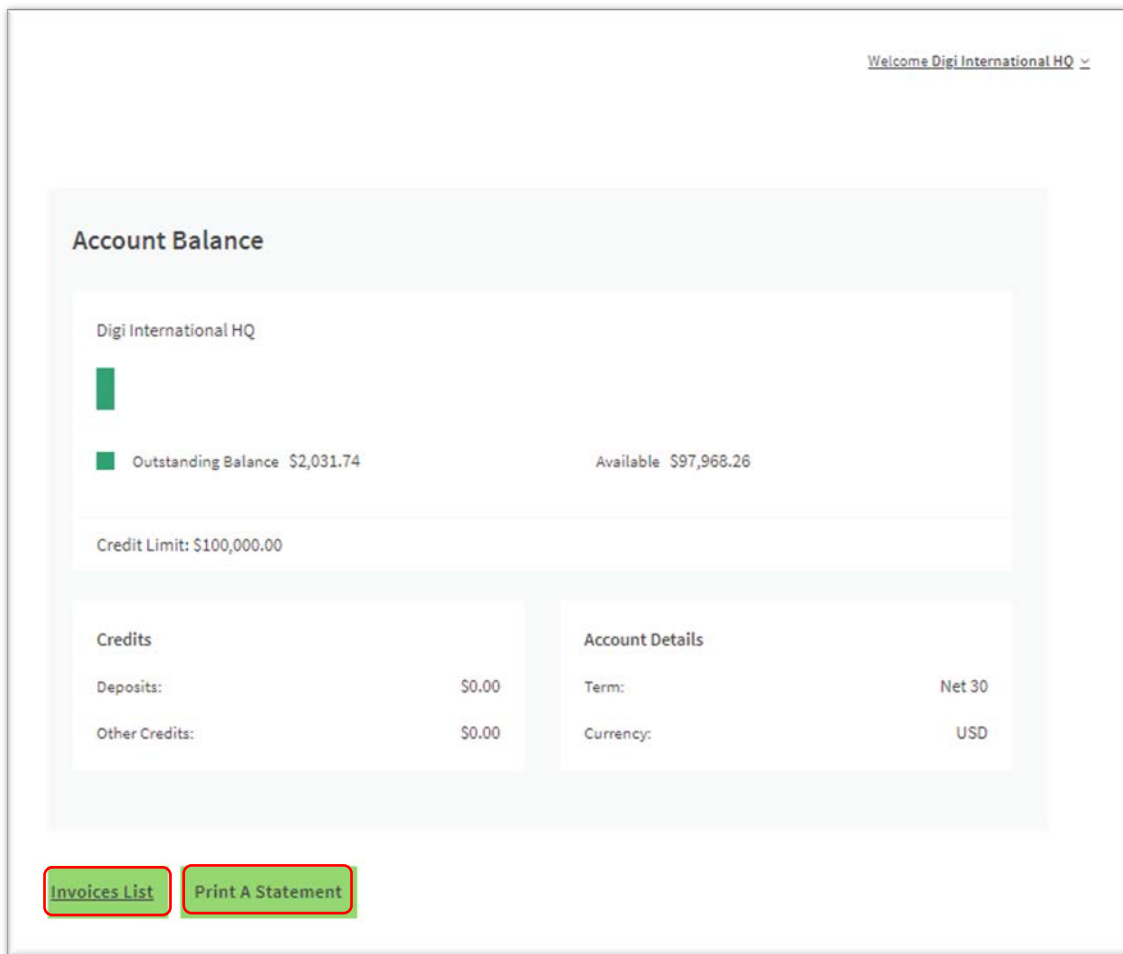 Welcome Digi International HQ
Account Balance
Digi International HQ
Outstanding Balance $2,031.74 Available $97,968.26
Credit Limit: $100,000.00
Credits
Deposits: $0.00
Other Credits: $0.00
Account Details
Term: Net 30
Currency: USD
Invoices List Print A Statement